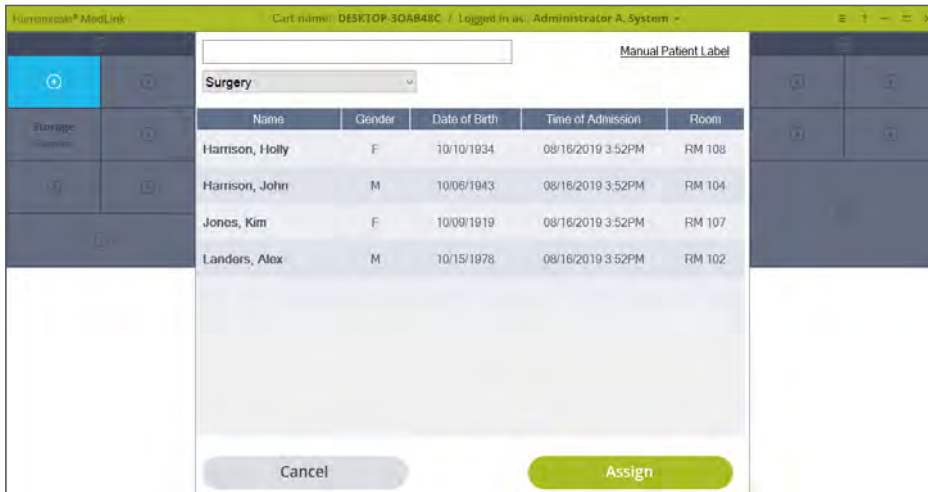 Humanscale® MedLink
Cart name: DESKTOP-3OAB48C / Logged in as: Administrator A. System
Manual Patient Label
Surgery
Name Gender Date of Birth Time of Admission Room
Harrison, Holly F 10/10/1934 08/16/2019 3:52PM RM 108
Harrison, John M 10/06/1943 08/16/2019 3:52PM RM 104
Jones, Kim F 10/09/1919 08/16/2019 3:52PM RM 107
Landers, Alex M 10/15/1978 08/16/2019 3:52PM RM 102
Storage
Cancel Assign